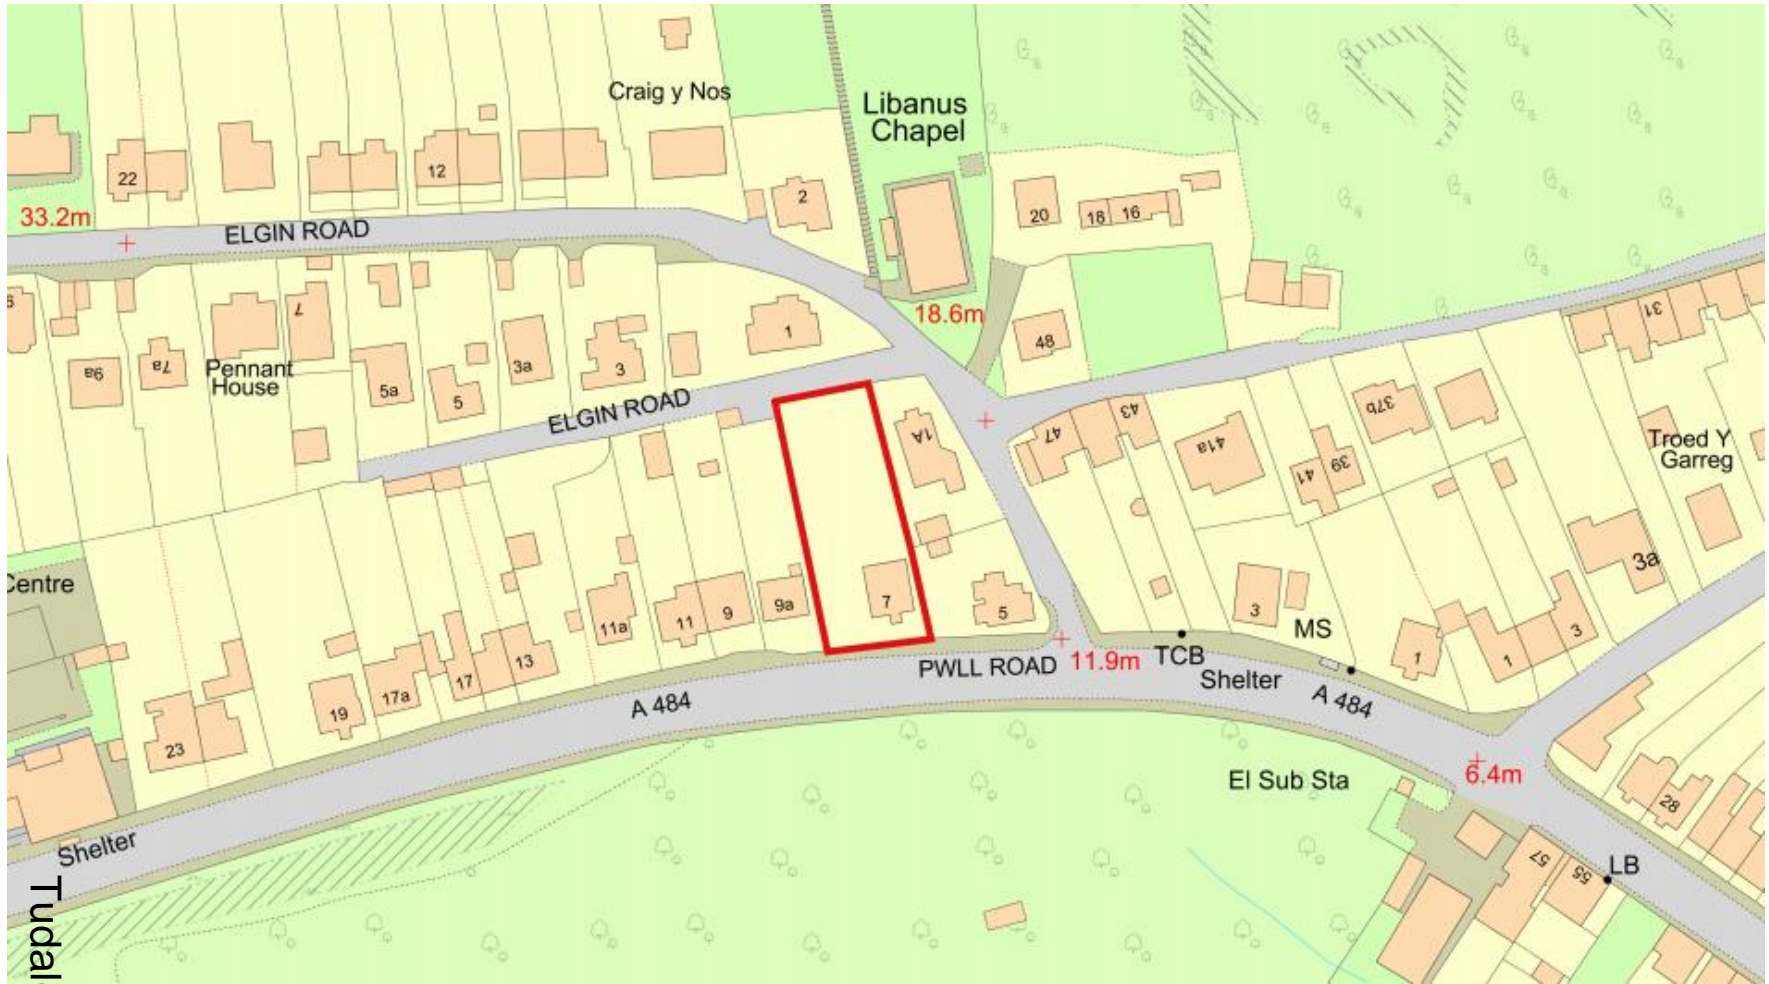 Craig y Nos
Libanus
Chapel
22
12
2
20
18
16
33.2m
ELGIN ROAD
18.6m
48
31
9a
7a
Pennant
House
7
5a
5
3a
3
1
ELGIN ROAD
1A
47
43
41a
41
39
37b
Troed Y
Garreg
3a
Centre
23
19
17a
17
13
11a
11
9
9a
7
5
3
MS
1
1
3
PWLL ROAD
11.9m
TCB
Shelter
A 484
A 484
6.4m
El Sub Sta
28
57
55
LB
Shelter
Tudal